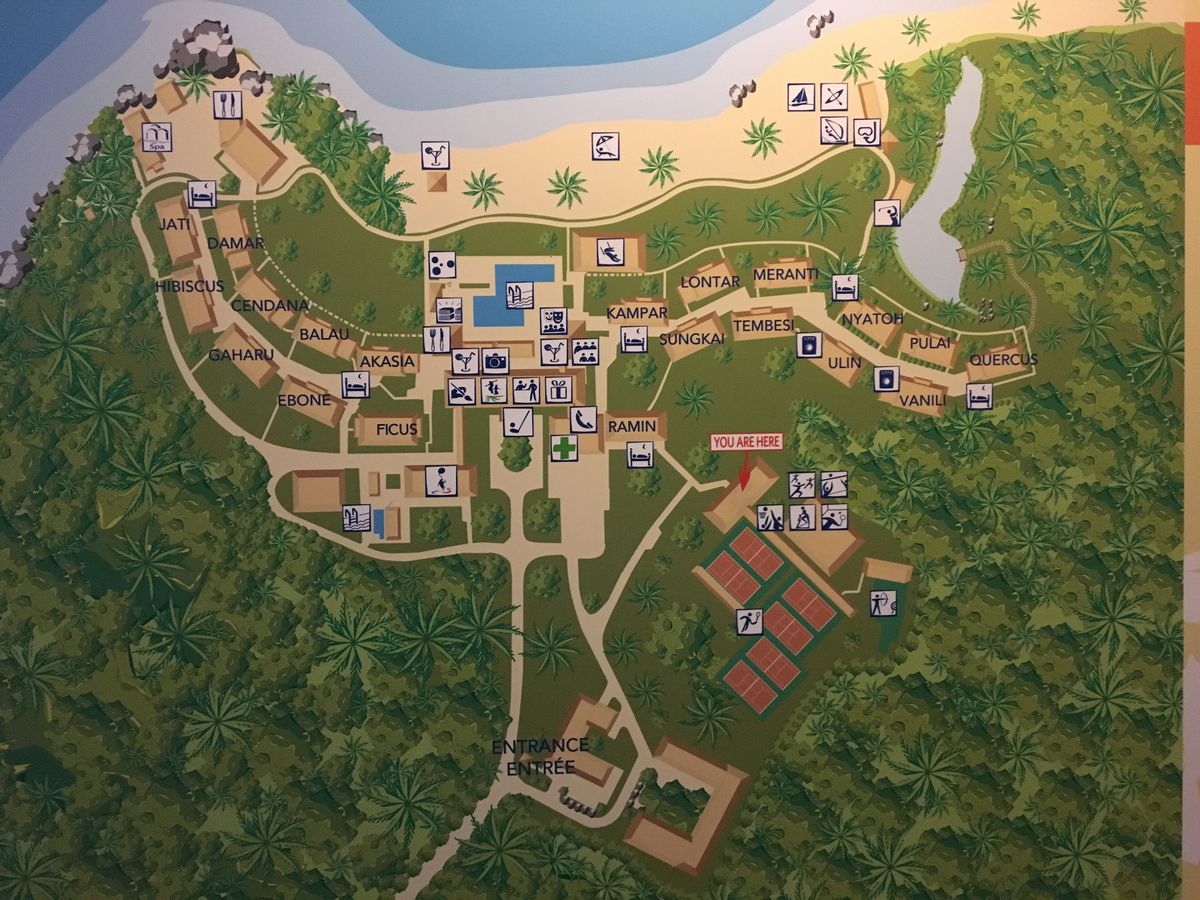 Spa
JATI
DAMAR
HIBISCUS
CENDANA
BALAU
GAHARU
AKASIA
EBONE
FICUS
LONTAR
MERANTI
KAMPAR
SUNGKAI
TEMBESI
NYATOH
ULIN
PULAI
QUERCUS
VANILI
RAMIN
YOU ARE HERE
ENTRANCE
ENTRÉE